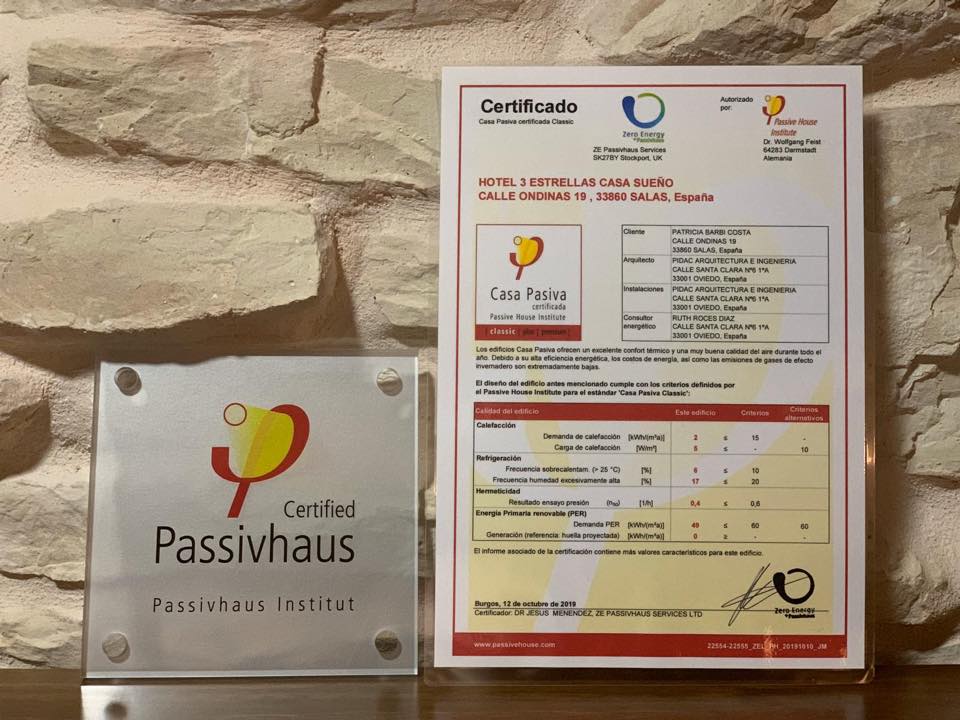 Certified
Passivhaus
Passivhaus Institut
Certificado
Casa Pasiva certificada Classic
Zero Energy
Passivhaus
ZE Passivhaus Services
SK27BY Stockport, UK
Autorizado
por:
Passive House
Institute
Dr. Wolfgang Feist
64283 Darmstadt
Alemania
HOTEL 3 ESTRELLAS CASA SUEÑO
CALLE ONDINAS 19 , 33860 SALAS, España
Casa Pasiva
certificada
Passive House Institute
| classic | plus | premium |
Cliente PATRICIA BARBI COSTA
CALLE ONDINAS 19
33860 SALAS, España
Arquitecto PIDAC ARQUITECTURA E INGENIERIA
CALLE SANTA CLARA Nº6 1ºA
33001 OVIEDO, España
Instalaciones PIDAC ARQUITECTURA E INGENIERIA
CALLE SANTA CLARA Nº6 1ºA
33001 OVIEDO, España
Consultor RUTH ROCES DIAZ
energético CALLE SANTA CLARA Nº6 1ºA
33001 OVIEDO, España
Los edificios Casa Pasiva ofrecen un excelente confort térmico y una muy buena calidad del aire durante todo el
año. Debido a su alta eficiencia energética, los costos de energía, así como las emisiones de gases de efecto
invernadero son extremadamente bajas.
El diseño del edificio antes mencionado cumple con los criterios definidos por
el Passive House Institute para el estándar 'Casa Pasiva Classic':
Calidad del edificio Este edificio Criterios Criterios
alternativos
Calefacción
Demanda de calefacción [kWh/(m²a)] 2 ≤ 15 -
Carga de calefacción [W/m²] 5 ≤ - 10
Refrigeración
Frecuencia sobrecalentam. (> 25 °C) [%] 6 ≤ 10
Frecuencia humedad excesivamente alta [%] 17 ≤ 20
Hermeticidad
Resultado ensayo presión (n₅₀) [1/h] 0,4 ≤ 0,6
Energía Primaria renovable (PER)
Demanda PER [kWh/(m²a)] 49 ≤ 60 60
Generación (referencia: huella proyectada) [kWh/(m²a)] 0 ≥ - -
El informe asociado de la certificación contiene más valores característicos para este edificio.
Zero Energy
Passivhaus
Burgos, 12 de octubre de 2019
Certificador: DR JESUS MENENDEZ, ZE PASSIVHAUS SERVICES LTD
www.passivehouse.com 22554-22555_ZEL_PH_20191010_JM